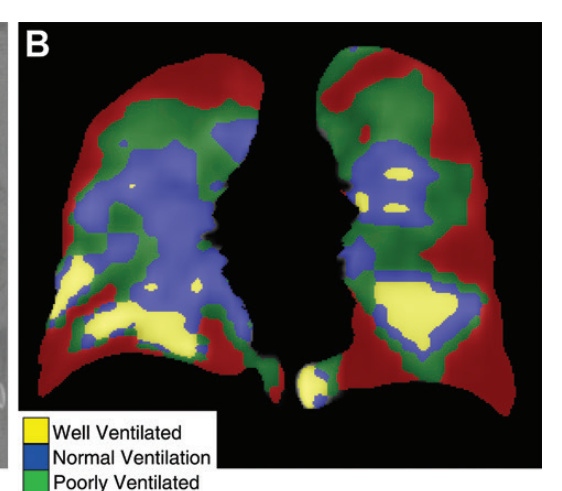 B
Well Ventilated
Normal Ventilation
Poorly Ventilated